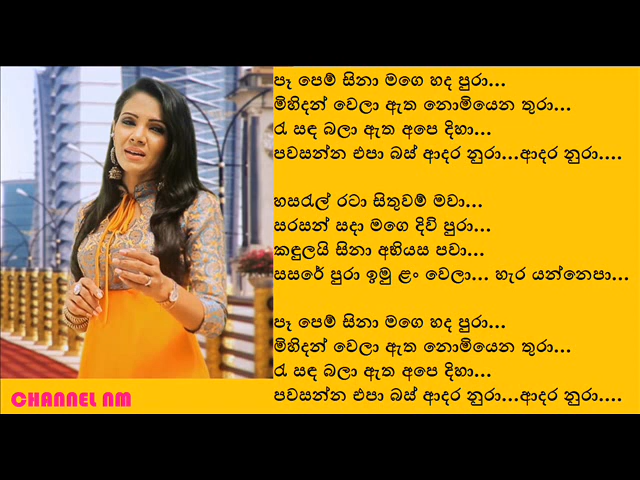 පෑ පෙම් සිනා මගෙ හද පුරා...
මිහිදන් වෙලා ඇත නොමියෙන තුරා...
රෑ සඳ බලා ඇත අපෙ දිහා...
පවසන්න එපා බස් ආදර නුරා...ආදර නුරා....
හසරැල් රටා සිතුවම් මවා...
සරසන් සදා මගෙ දිවි පුරා...
කඳුලයි සිනා අභියස පවා...
සසරේ පුරා ඉමු ළං වෙලා... හැර යන්නෙපා...
පෑ පෙම් සිනා මගෙ හද පුරා...
මිහිදන් වෙලා ඇත නොමියෙන තුරා...
රෑ සඳ බලා ඇත අපෙ දිහා...
පවසන්න එපා බස් ආදර නුරා...ආදර නුරා....
CHANNEL NM